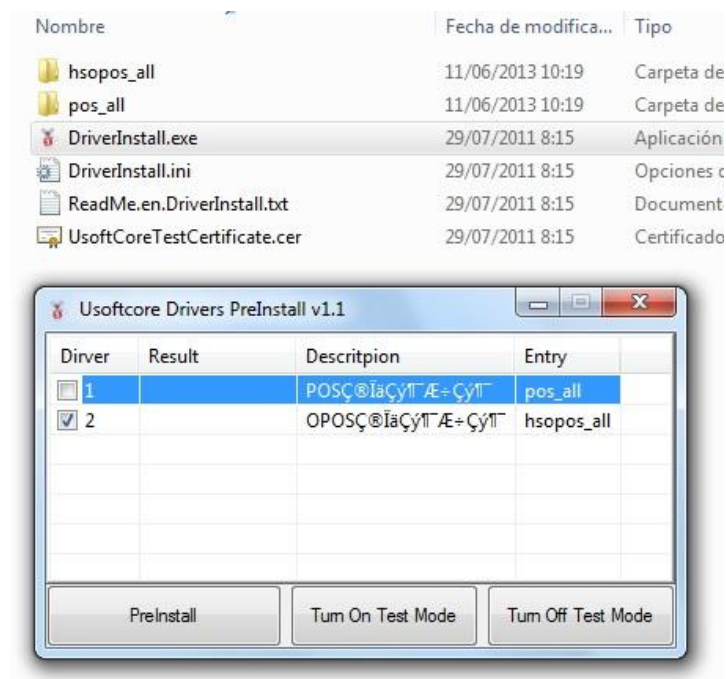 Nombre Fecha de modifica... Tipo
hsopos_all 11/06/2013 10:19 Carpeta de
pos_all 11/06/2013 10:19 Carpeta de
DriverInstall.exe 29/07/2011 8:15 Aplicación
DriverInstall.ini 29/07/2011 8:15 Opciones c
ReadMe.en.DriverInstall.txt 29/07/2011 8:15 Document
UsoftCoreTestCertificate.cer 29/07/2011 8:15 Certificado
Usoftcore Drivers PreInstall v1.1
Dirver Result Descritpion Entry
1 POSÇ®ÏäÇý¶¯Æ÷Çý¶¯ pos_all
2 OPOSÇ®ÏäÇý¶¯Æ÷Çý¶¯ hsopos_all
PreInstall Turn On Test Mode Turn Off Test Mode